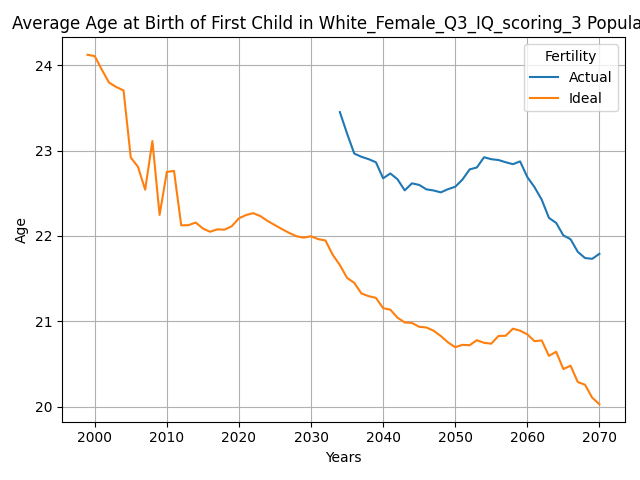 Average Age at Birth of First Child in White_Female_Q3_IQ_scoring_3 Popula
Fertility
Actual
Ideal
24
23
22
21
20
Age
2000 2010 2020 2030 2040 2050 2060 2070
Years